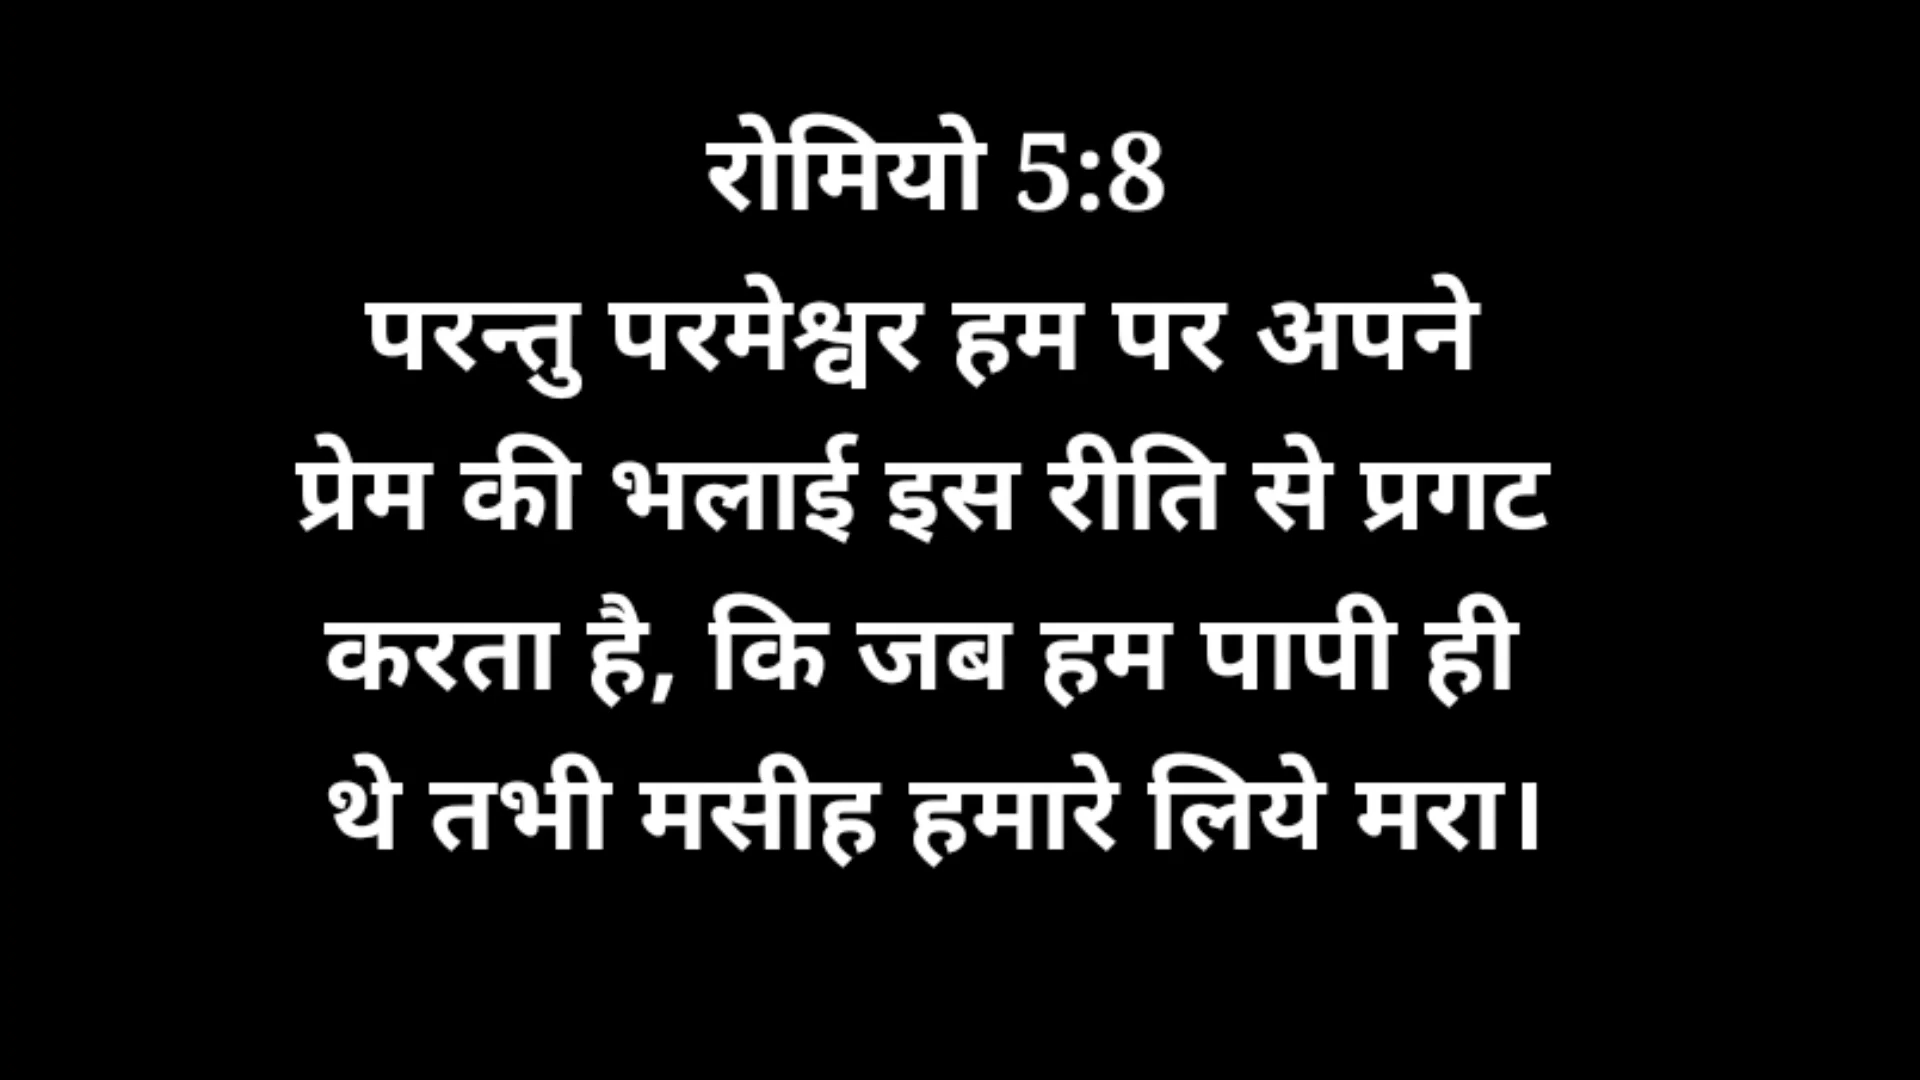 रोमियो 5:8
परन्तु परमेश्वर हम पर अपने
प्रेम की भलाई इस रीति से प्रगट
करता है, कि जब हम पापी ही
थे तभी मसीह हमारे लिये मरा।